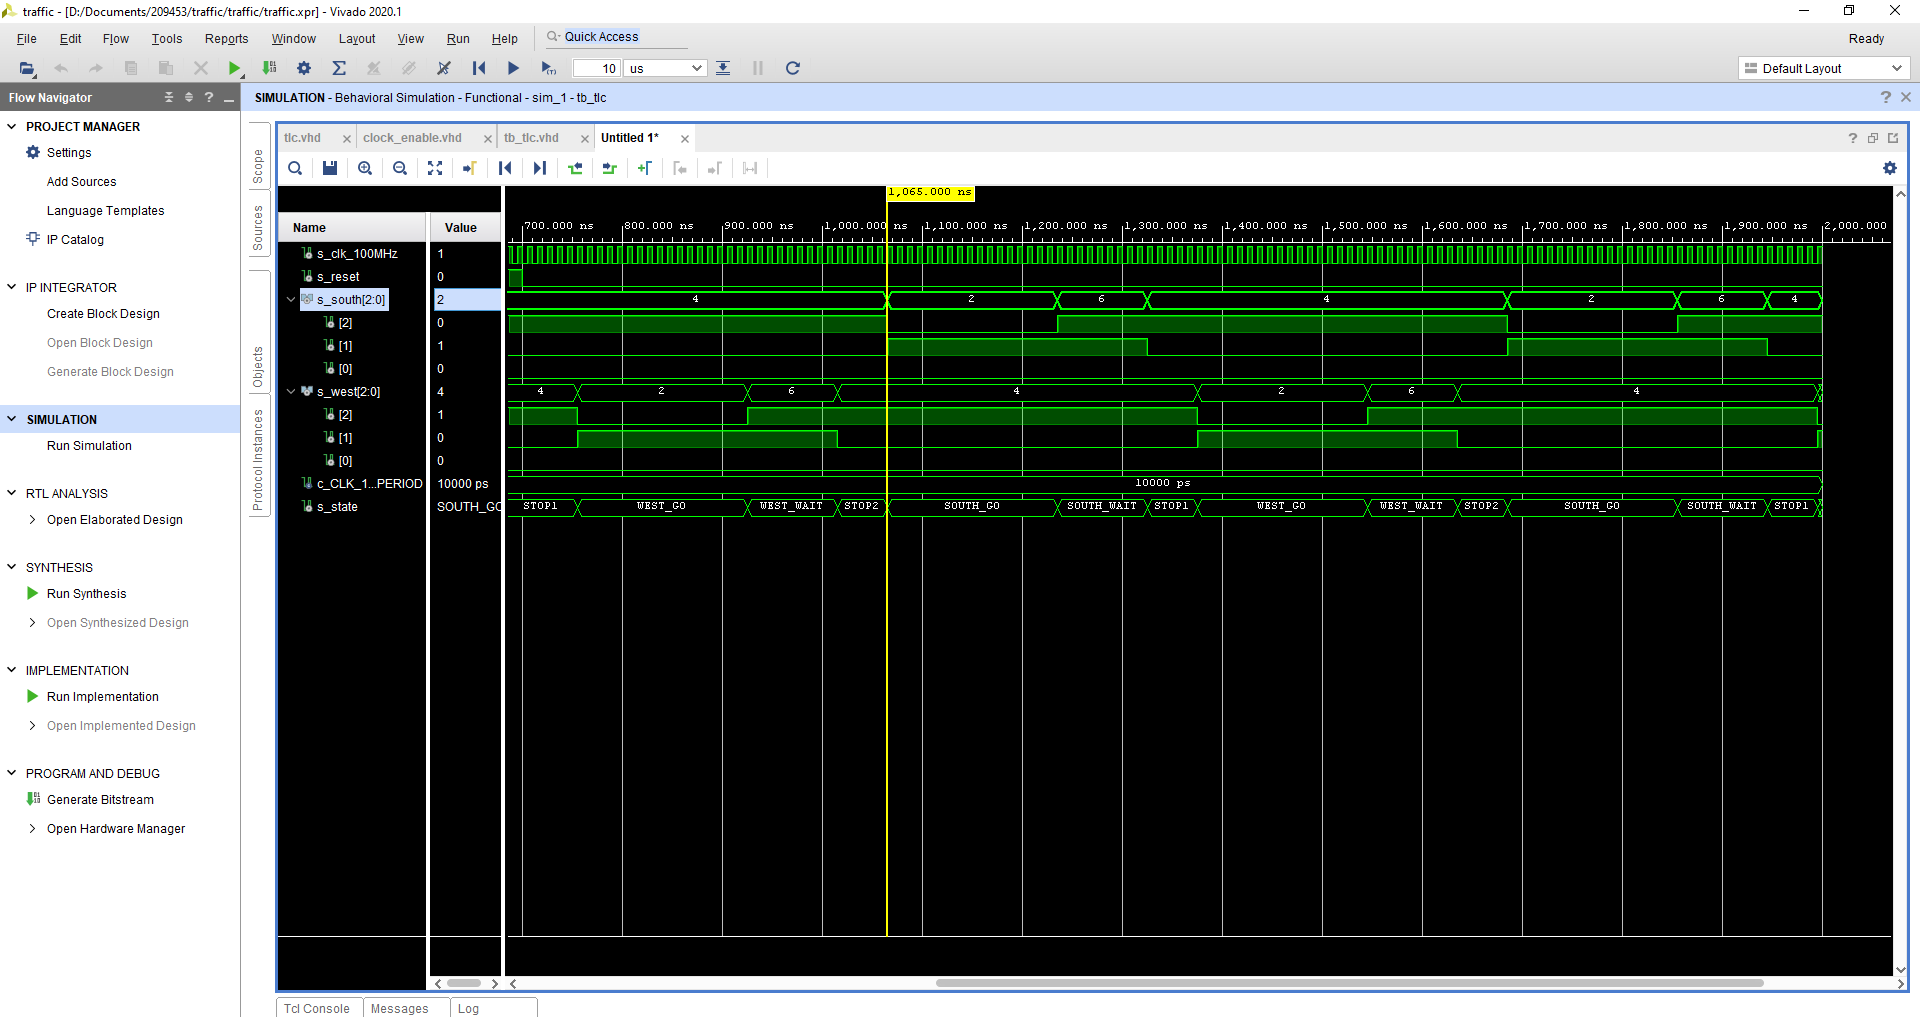 traffic - [D:/Documents/209453/traffic/traffic/traffic.xpr] - Vivado 2020.1
File Edit Flow Tools Reports Window Layout View Run Help Quick Access Ready
10 us Default Layout
Flow Navigator ? SIMULATION - Behavioral Simulation - Functional - sim_1 - tb_tlc ?
PROJECT MANAGER
Settings
Add Sources
Language Templates
IP Catalog
IP INTEGRATOR
Create Block Design
Open Block Design
Generate Block Design
SIMULATION
Run Simulation
RTL ANALYSIS
Open Elaborated Design
SYNTHESIS
Run Synthesis
Open Synthesized Design
IMPLEMENTATION
Run Implementation
Open Implemented Design
PROGRAM AND DEBUG
Generate Bitstream
Open Hardware Manager
Scope
Sources
Objects
Protocol Instances
tlc.vhd clock_enable.vhd tb_tlc.vhd Untitled 1* ?
1,065.000 ns
Name Value 700.000 ns 800.000 ns 900.000 ns 1,000.000 ns 1,100.000 ns 1,200.000 ns 1,300.000 ns 1,400.000 ns 1,500.000 ns 1,600.000 ns 1,700.000 ns 1,800.000 ns 1,900.000 ns 2,000.000
s_clk_100MHz 1
s_reset 0
s_south[2:0] 2 4 2 6 4 2 6 4
[2] 0
[1] 1
[0] 0
s_west[2:0] 4 4 2 6 4 2 6 4
[2] 1
[1] 0
[0] 0
c_CLK_1...PERIOD 10000 ps 10000 ps
s_state SOUTH_GO STOP1 WEST_GO WEST_WAIT STOP2 SOUTH_GO SOUTH_WAIT STOP1 WEST_GO WEST_WAIT STOP2 SOUTH_GO SOUTH_WAIT STOP1
Tcl Console Messages Log